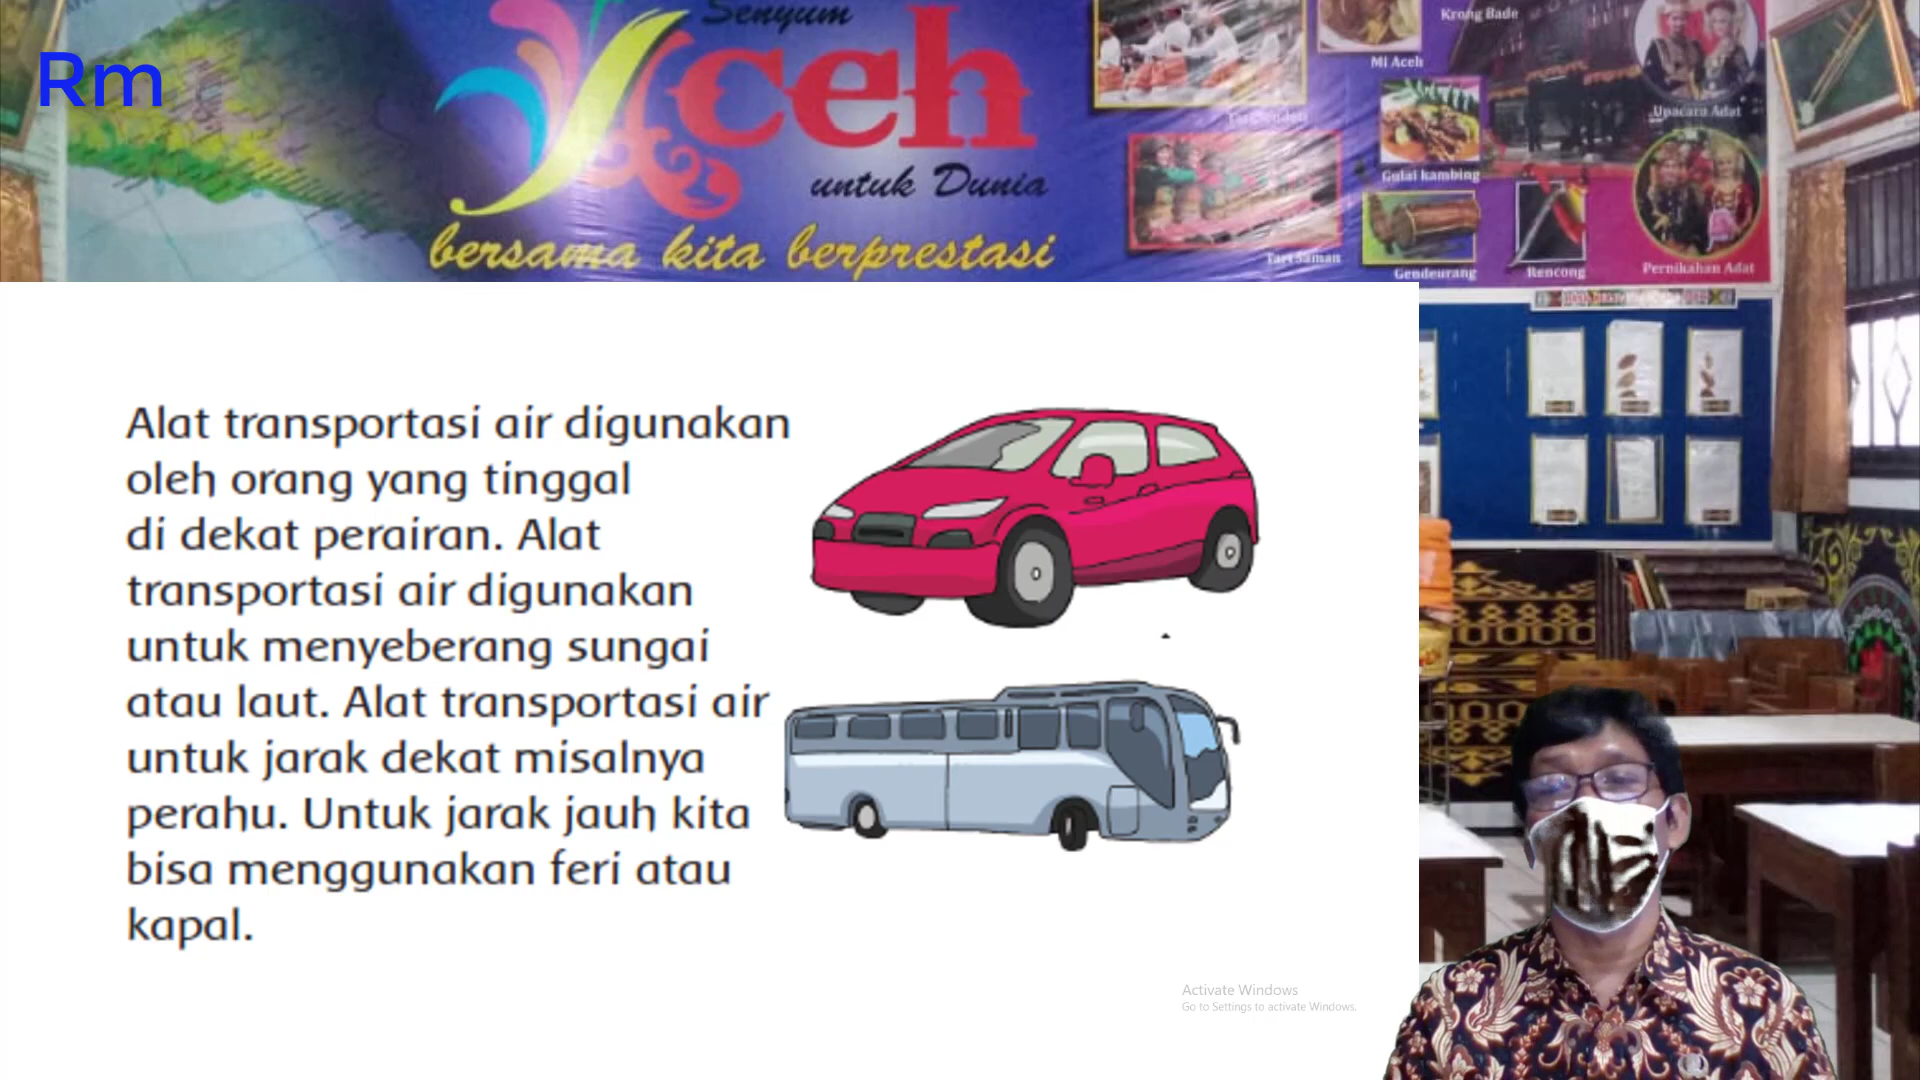 Senyum
Aceh
untuk Dunia
bersama kita berprestasi
Rm
Krong Bade
Mi Aceh
Upacara Adat
Gulai kambing
Tari Saman
Gendeurang
Rencong
Pernikahan Adat
Alat transportasi air digunakan
oleh orang yang tinggal
di dekat perairan. Alat
transportasi air digunakan
untuk menyeberang sungai
atau laut. Alat transportasi air
untuk jarak dekat misalnya
perahu. Untuk jarak jauh kita
bisa menggunakan feri atau
kapal.
Activate Windows
Go to Settings to activate Windows.